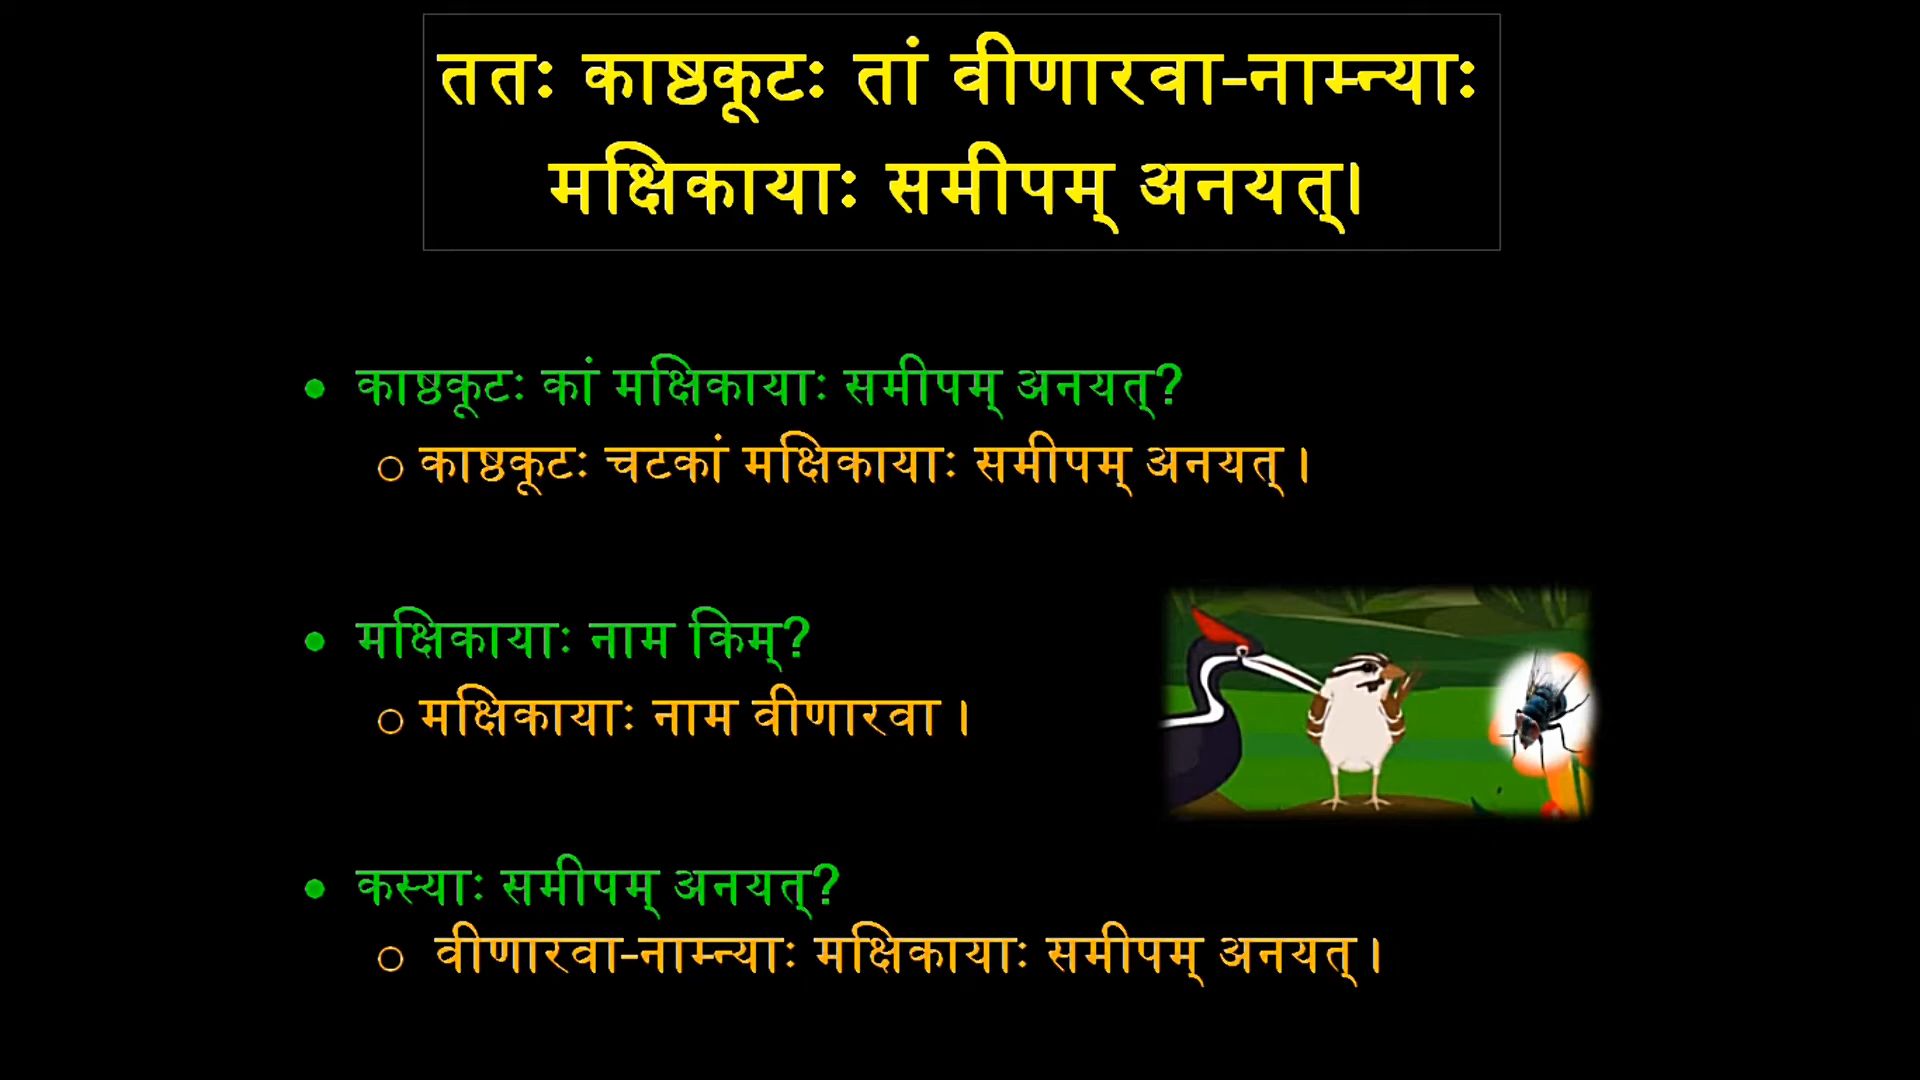 ततः काष्ठकूटः तां वीणारवा-नाम्न्याः
मक्षिकायाः समीपम् अनयत्।
• काष्ठकूटः कां मक्षिकायाः समीपम् अनयत्?
○ काष्ठकूटः चटकां मक्षिकायाः समीपम् अनयत् ।
• मक्षिकायाः नाम किम्?
○ मक्षिकायाः नाम वीणारवा ।
• कस्याः समीपम् अनयत्?
○ वीणारवा-नाम्न्याः मक्षिकायाः समीपम् अनयत् ।